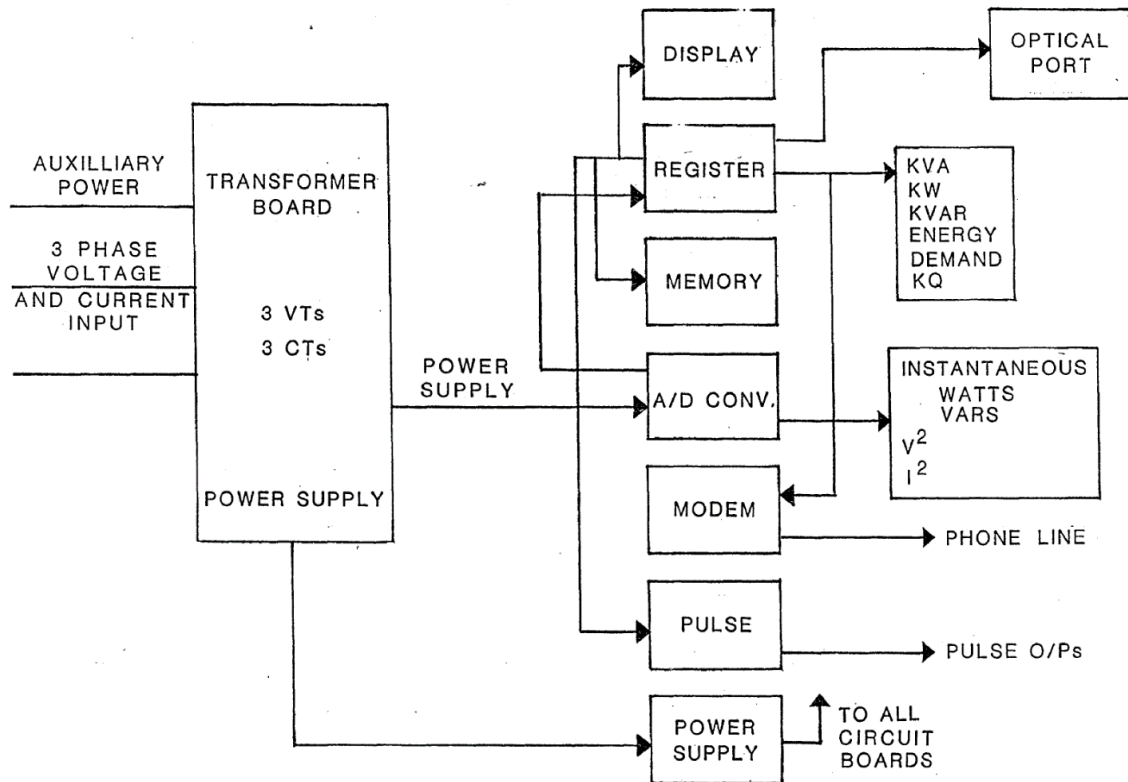 AUXILLIARY
POWER
3 PHASE
VOLTAGE
AND CURRENT
INPUT
TRANSFORMER
BOARD
3 VTs
3 CTs
POWER SUPPLY
POWER
SUPPLY
DISPLAY
REGISTER
MEMORY
A/D CONV.
MODEM
PULSE
POWER
SUPPLY
OPTICAL
PORT
KVA
KW
KVAR
ENERGY
DEMAND
KQ
INSTANTANEOUS
WATTS
VARS
V²
I²
PHONE LINE
PULSE O/Ps
TO ALL
CIRCUIT
BOARDS